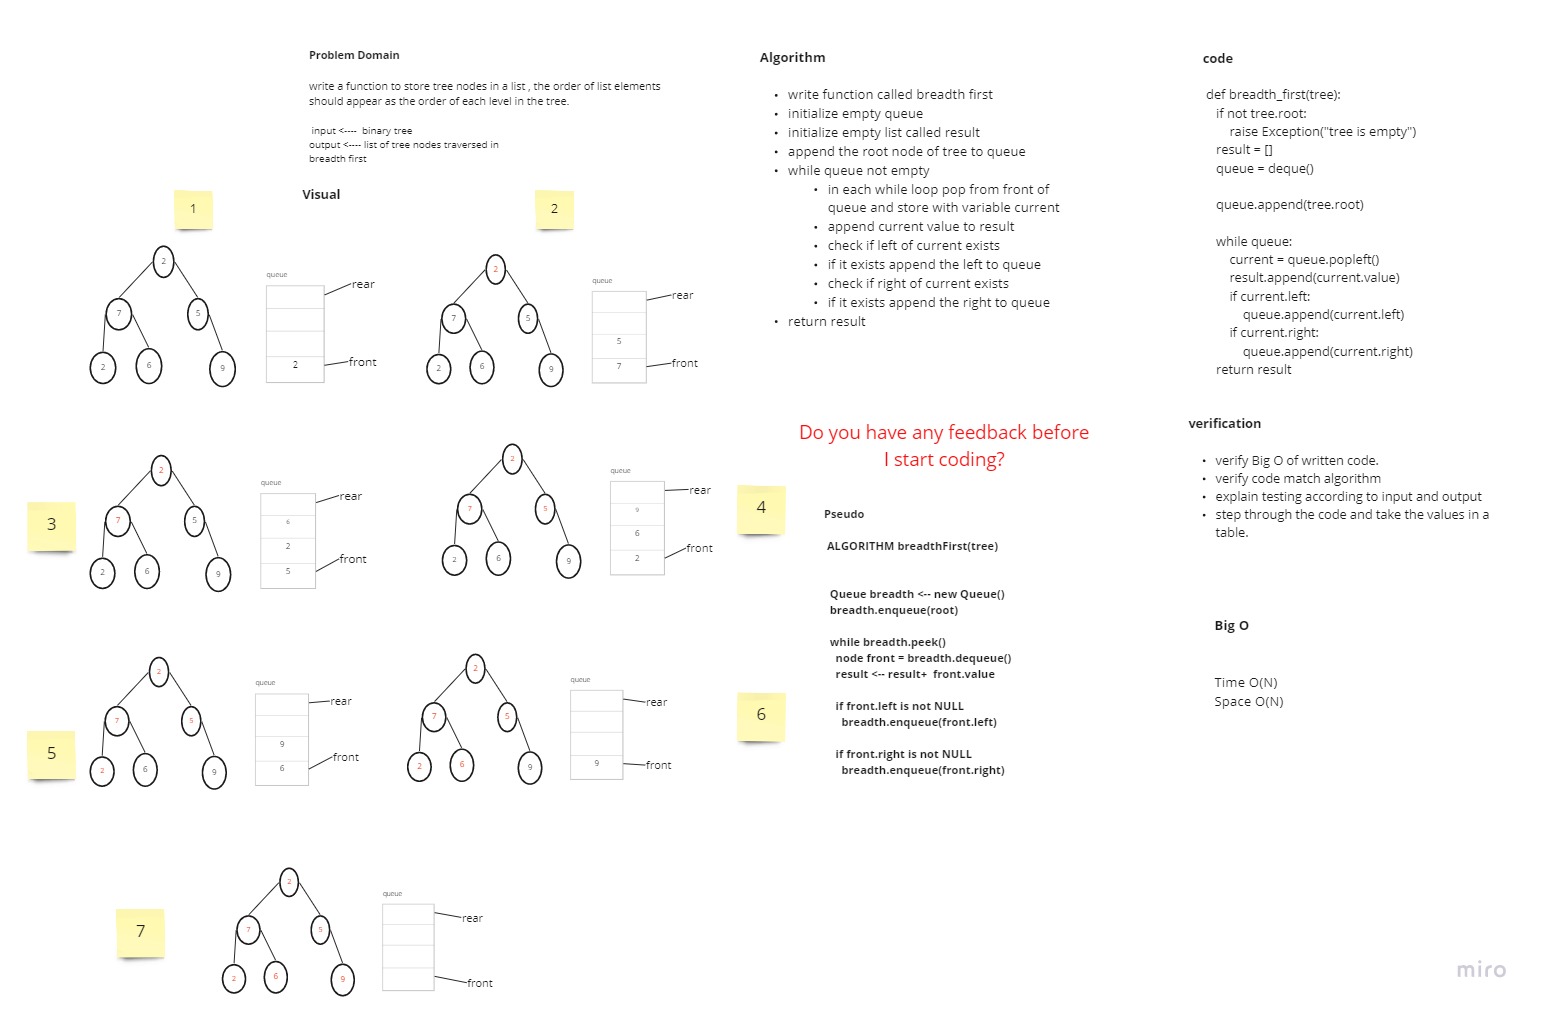 Problem Domain
write a function to store tree nodes in a list , the order of list elements
should appear as the order of each level in the tree.
input <---- binary tree
output <---- list of tree nodes traversed in
breadth first
Visual
1
2
7
5
2
6
9
queue
rear
2
front
2
2
7
5
2
6
9
queue
rear
5
7
front
3
2
7
5
2
6
9
queue
rear
6
2
5
front
2
7
5
2
6
9
queue
rear
9
6
2
front
4
5
2
7
5
2
6
9
queue
rear
9
6
front
2
7
5
2
6
9
queue
rear
9
front
6
7
2
7
5
2
6
9
queue
rear
front
Algorithm
• write function called breadth first
• initialize empty queue
• initialize empty list called result
• append the root node of tree to queue
• while queue not empty
• in each while loop pop from front of
queue and store with variable current
• append current value to result
• check if left of current exists
• if it exists append the left to queue
• check if right of current exists
• if it exists append the right to queue
• return result
Do you have any feedback before
I start coding?
Pseudo
ALGORITHM breadthFirst(tree)
Queue breadth <-- new Queue()
breadth.enqueue(root)
while breadth.peek()
node front = breadth.dequeue()
result <-- result+ front.value
if front.left is not NULL
breadth.enqueue(front.left)
if front.right is not NULL
breadth.enqueue(front.right)
code
def breadth_first(tree):
if not tree.root:
raise Exception("tree is empty")
result = []
queue = deque()
queue.append(tree.root)
while queue:
current = queue.popleft()
result.append(current.value)
if current.left:
queue.append(current.left)
if current.right:
queue.append(current.right)
return result
verification
• verify Big O of written code.
• verify code match algorithm
• explain testing according to input and output
• step through the code and take the values in a
table.
Big O
Time O(N)
Space O(N)
miro